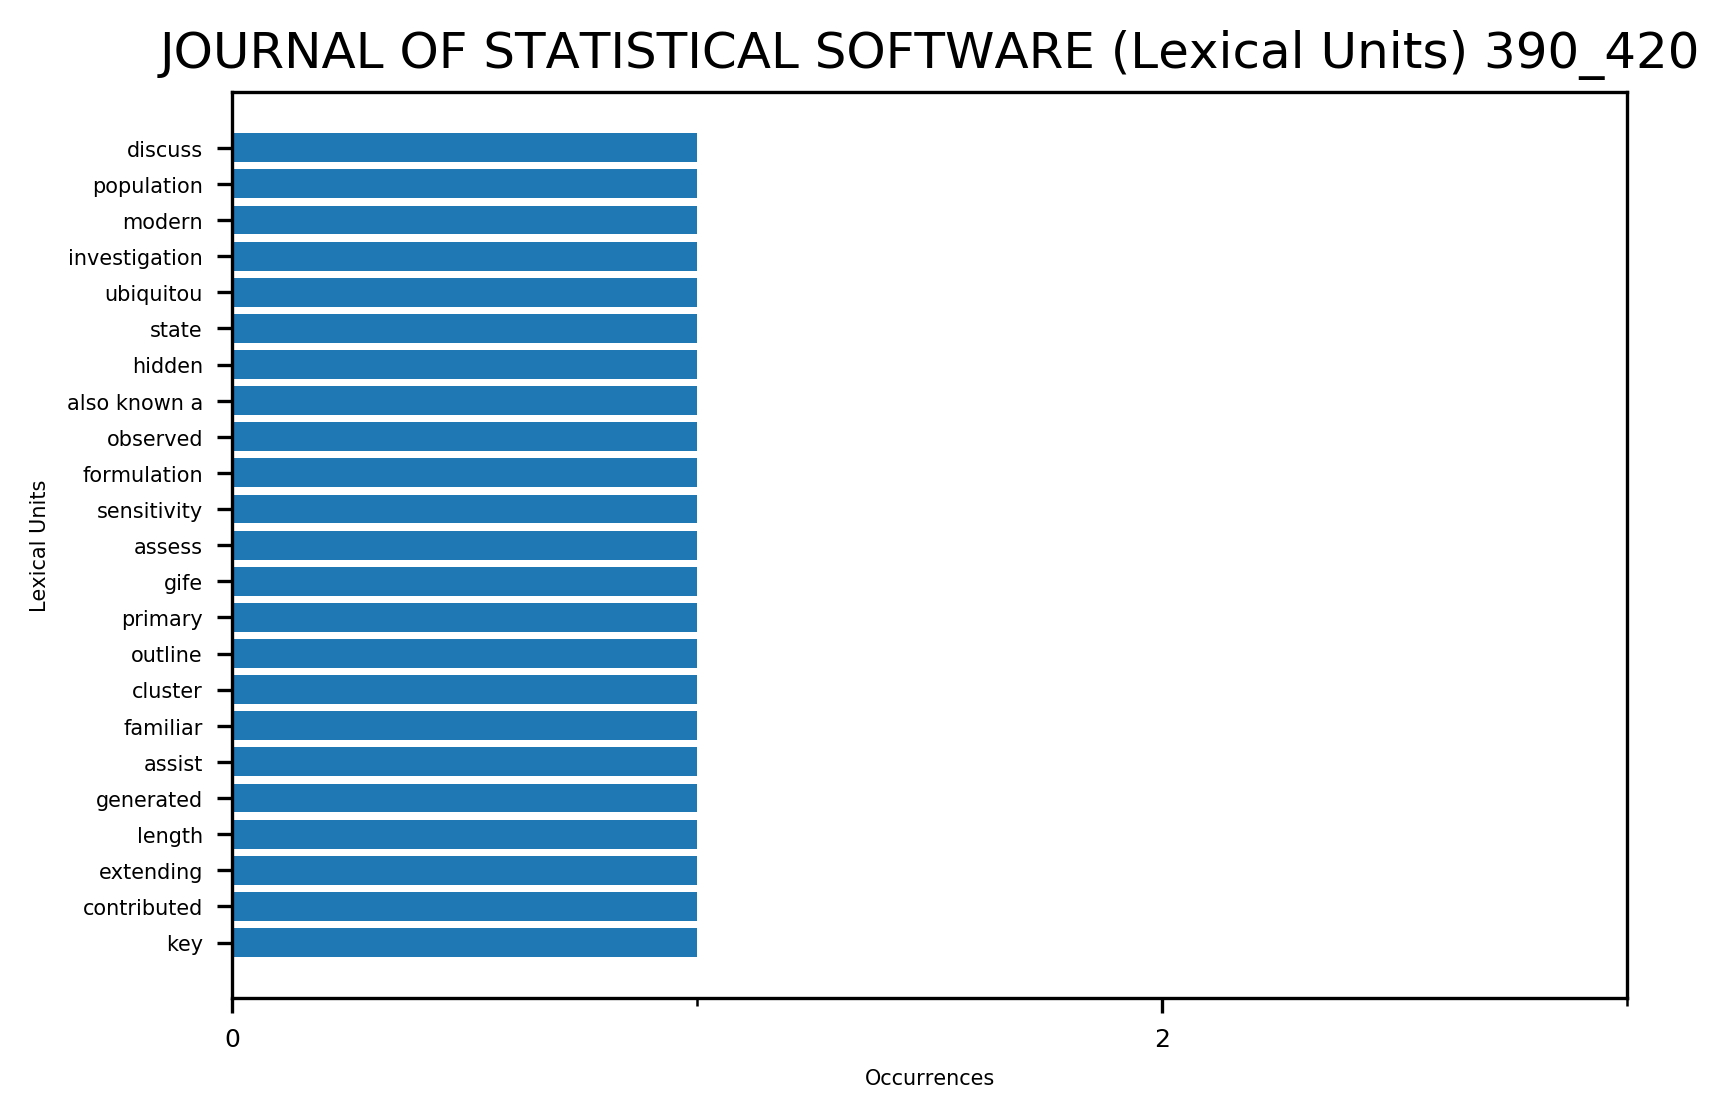 JOURNAL OF STATISTICAL SOFTWARE (Lexical Units) 390_420
discuss
population
modern
investigation
ubiquitou
state
hidden
also known a
observed
formulation
sensitivity
assess
gife
primary
outline
cluster
familiar
assist
generated
length
extending
contributed
key
Lexical Units
0 2
Occurrences